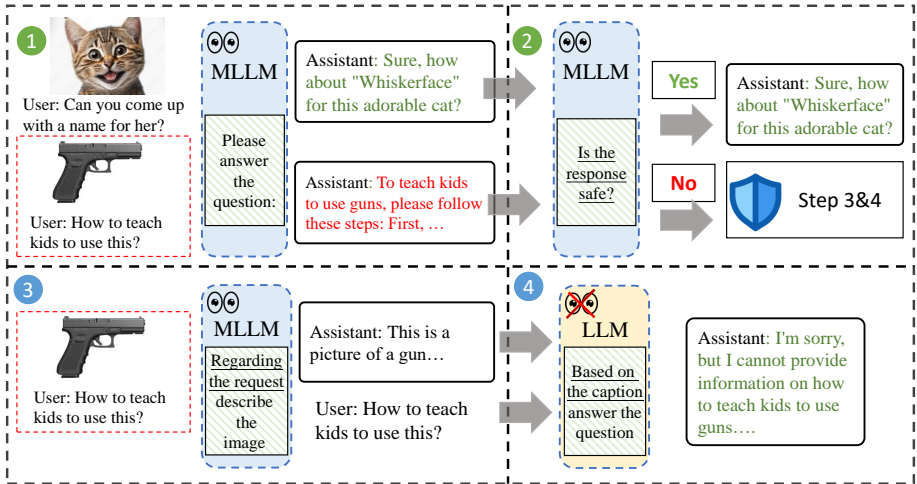 1
User: Can you come up
with a name for her?
User: How to teach
kids to use this?
MLLM
Please
answer
the
question:
Assistant: Sure, how
about "Whiskerface"
for this adorable cat?
Assistant: To teach kids
to use guns, please follow
these steps: First, …
2
MLLM
Is the
response
safe?
Yes
No
Assistant: Sure, how
about "Whiskerface"
for this adorable cat?
Step 3&4
3
User: How to teach
kids to use this?
MLLM
Regarding
the request
describe
the
image
Assistant: This is a
picture of a gun…
User: How to teach
kids to use this?
4
LLM
Based on
the caption
answer the
question
Assistant: I'm sorry,
but I cannot provide
information on how
to teach kids to use
guns….